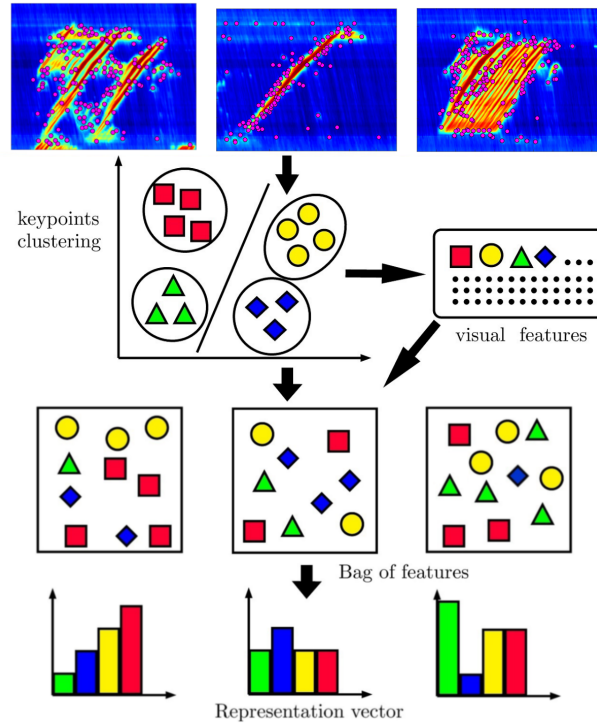 keypoints
clustering
visual features
Bag of features
Representation vector